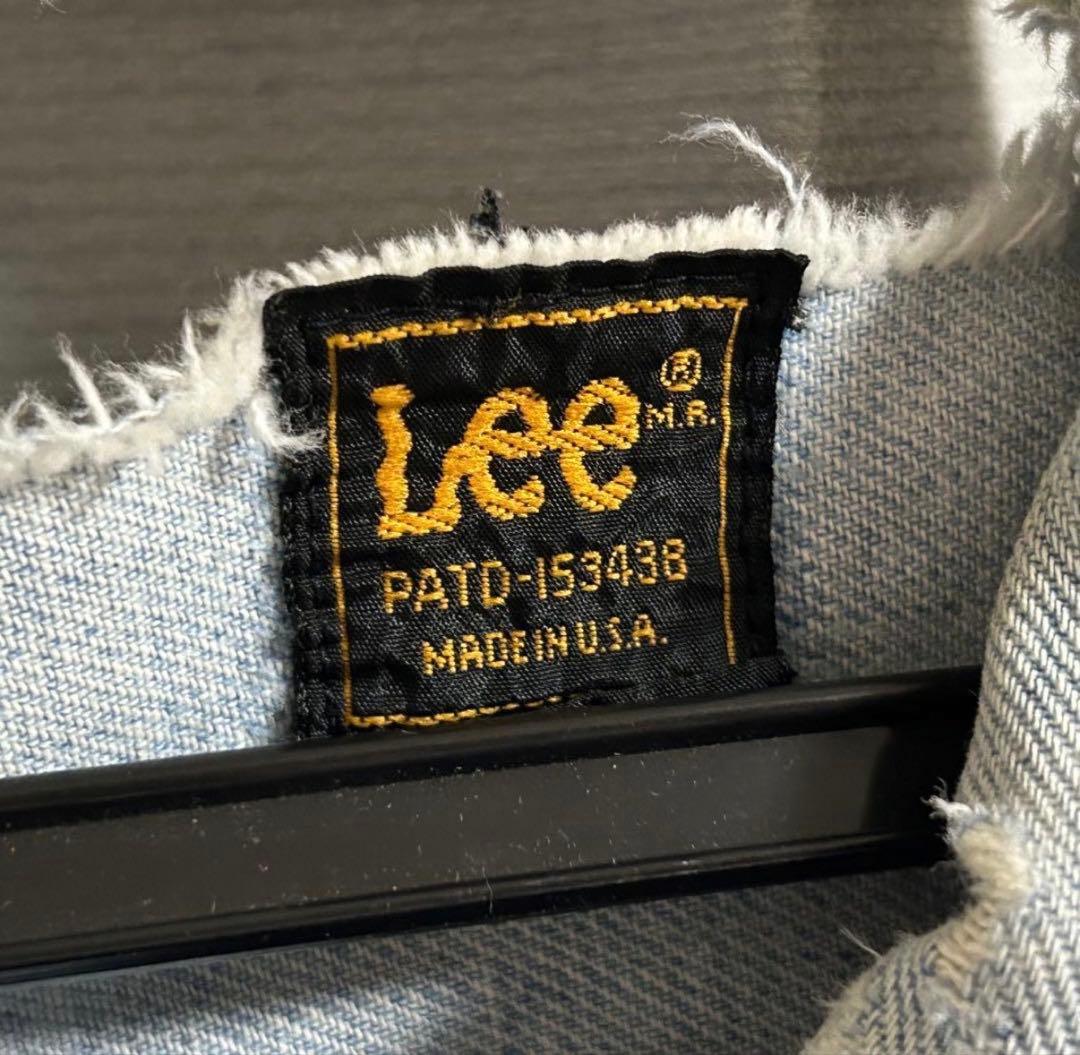 Lee ®
M.R.
PATD-153438
MADE IN U.S.A.